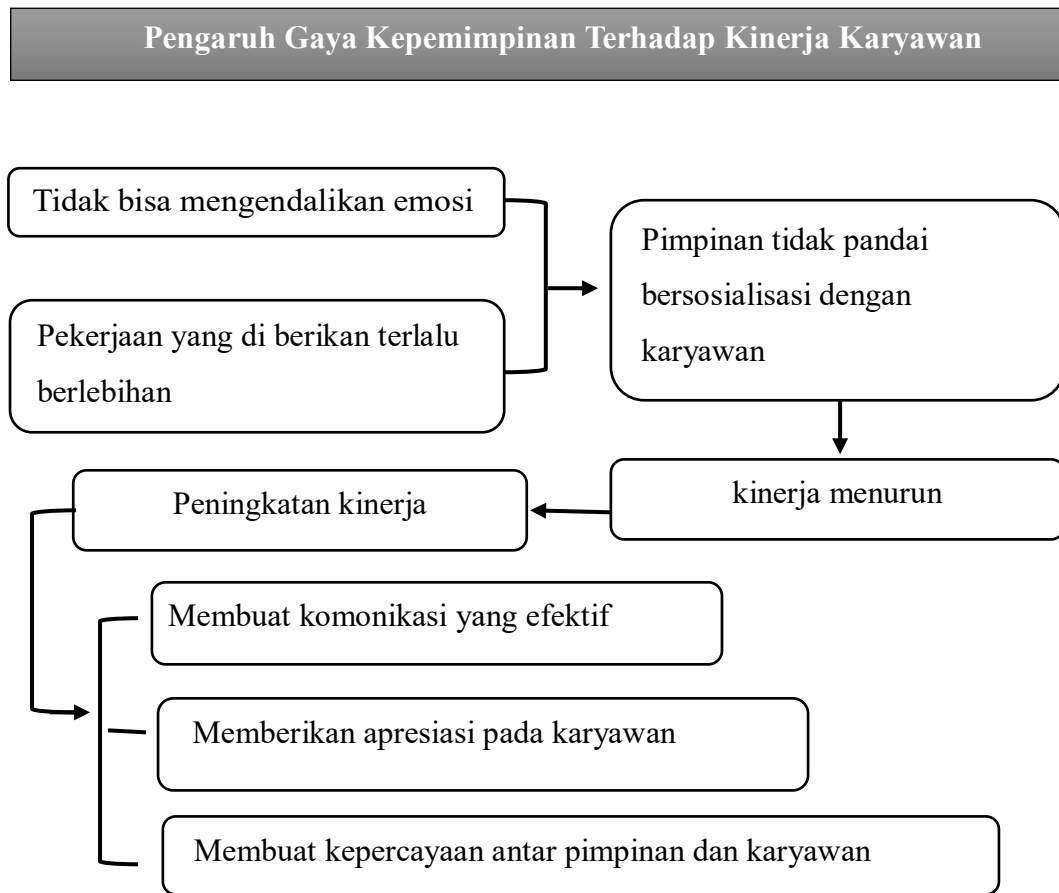 Pengaruh Gaya Kepemimpinan Terhadap Kinerja Karyawan
Tidak bisa mengendalikan emosi
Pekerjaan yang di berikan terlalu
berlebihan
Pimpinan tidak pandai
bersosialisasi dengan
karyawan
kinerja menurun
Peningkatan kinerja
Membuat komonikasi yang efektif
Memberikan apresiasi pada karyawan
Membuat kepercayaan antar pimpinan dan karyawan